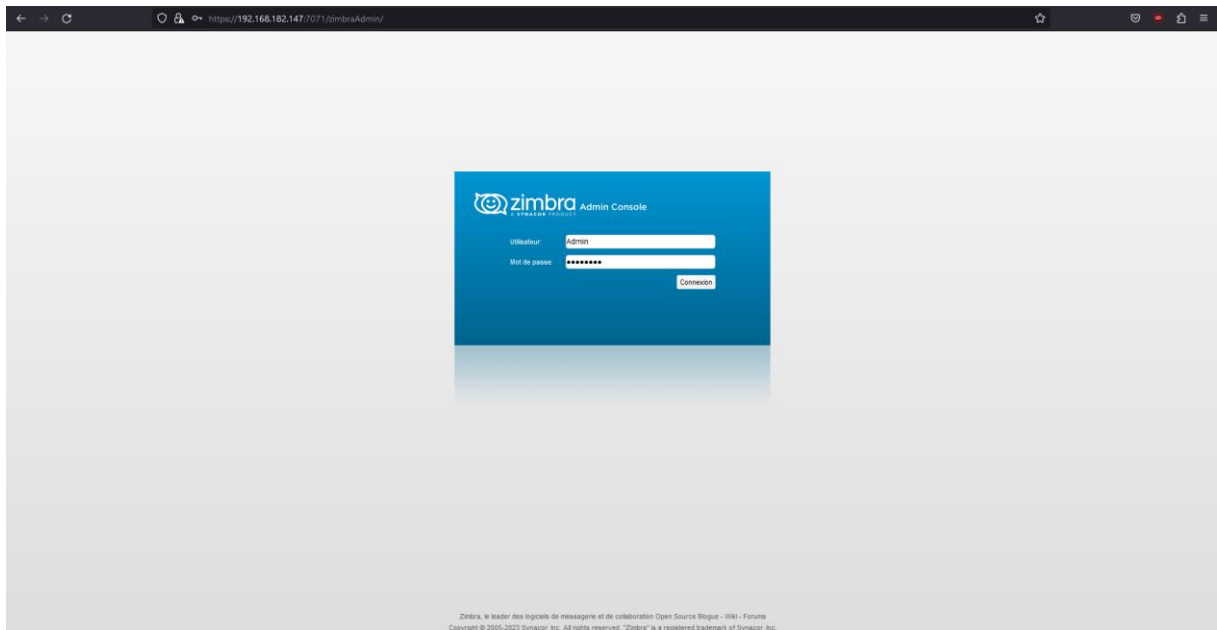 https://192.168.182.147:7071/zimbraAdmin/
zimbra Admin Console
A SYNACOR PRODUCT
Utilisateur: Admin
Mot de passe: ••••••••
Connexion
Zimbra, le leader des logiciels de messagerie et de collaboration Open Source Blogue - Wiki - Forums
Copyright © 2005-2023 Synacor, Inc. All rights reserved. "Zimbra" is a registered trademark of Synacor, Inc.